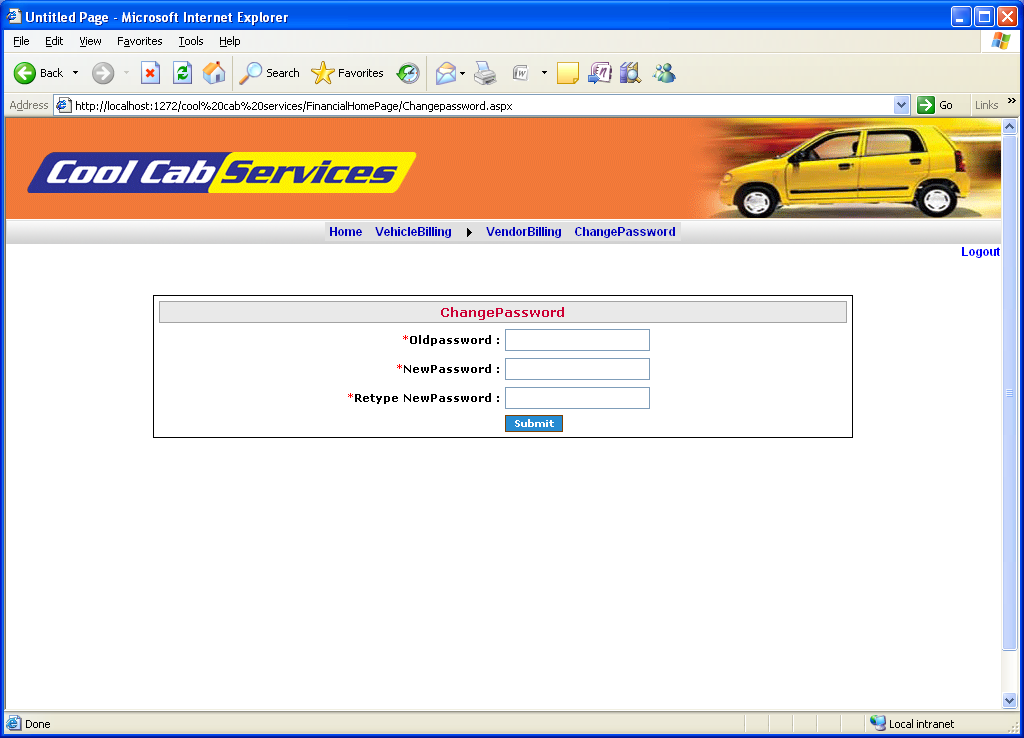 Untitled Page - Microsoft Internet Explorer
File Edit View Favorites Tools Help
Back Search Favorites
Address http://localhost:1272/cool%20cab%20services/FinancialHomePage/Changepassword.aspx Go Links »
Cool Cab Services
Home VehicleBilling VendorBilling ChangePassword
Logout
ChangePassword
*Oldpassword :
*NewPassword :
*Retype NewPassword :
Submit
Done Local intranet